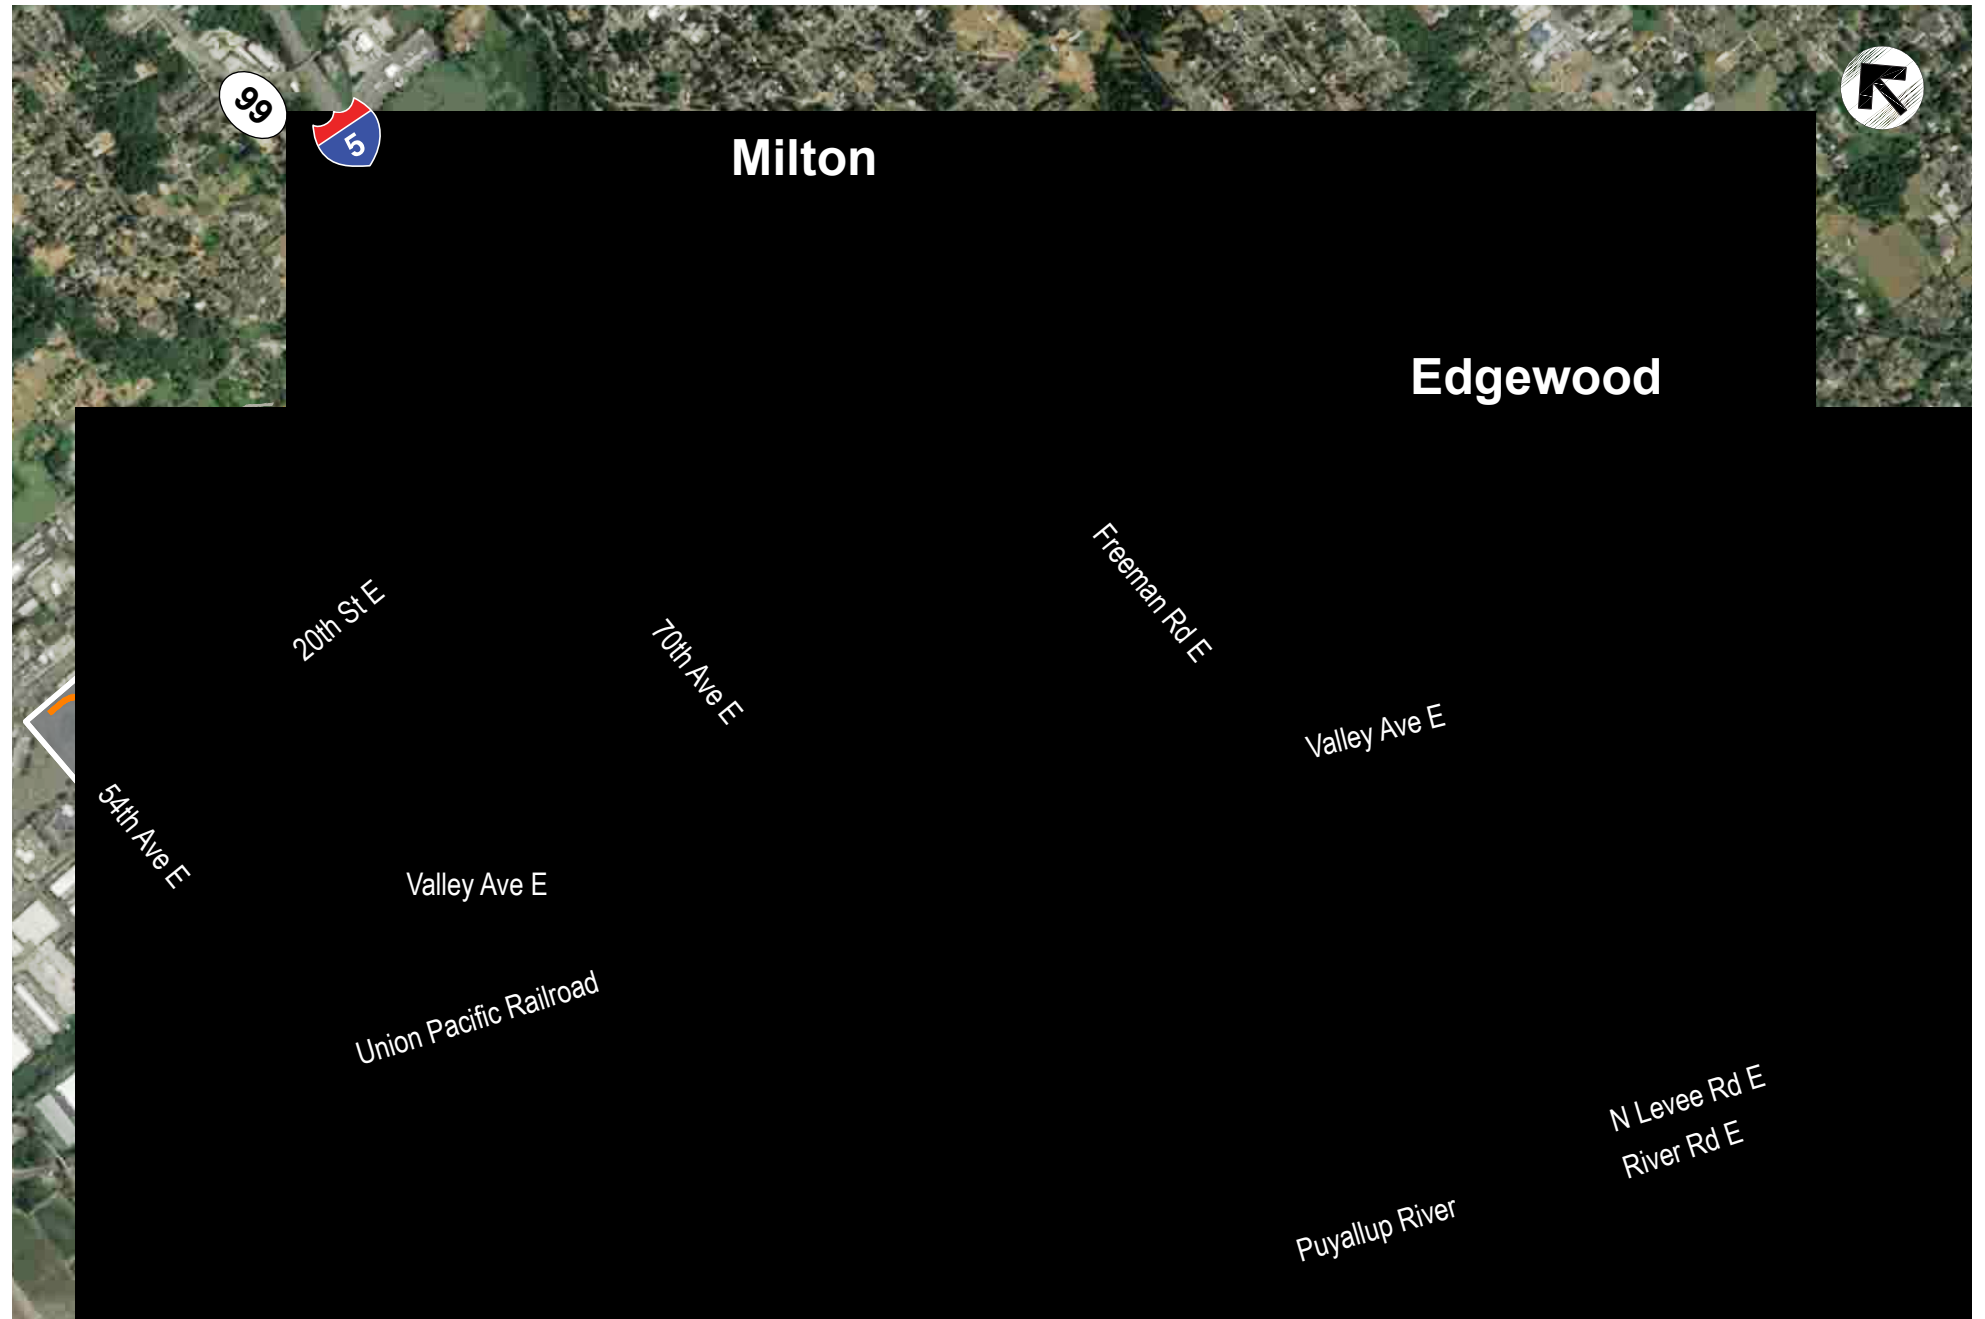 99
5
Milton
Edgewood
Freeman Rd E
20th St E
70th Ave E
Valley Ave E
54th Ave E
Valley Ave E
Union Pacific Railroad
N Levee Rd E
River Rd E
Puyallup River